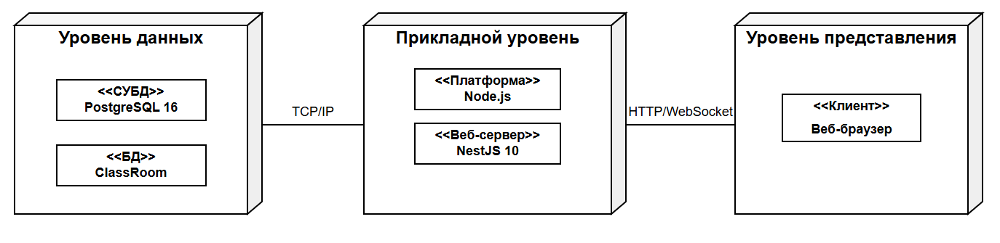 Уровень данных
<<СУБД>>
PostgreSQL 16
<<БД>>
ClassRoom
TCP/IP
Прикладной уровень
<<Платформа>>
Node.js
<<Веб-сервер>>
NestJS 10
HTTP/WebSocket
Уровень представления
<<Клиент>>
Веб-браузер